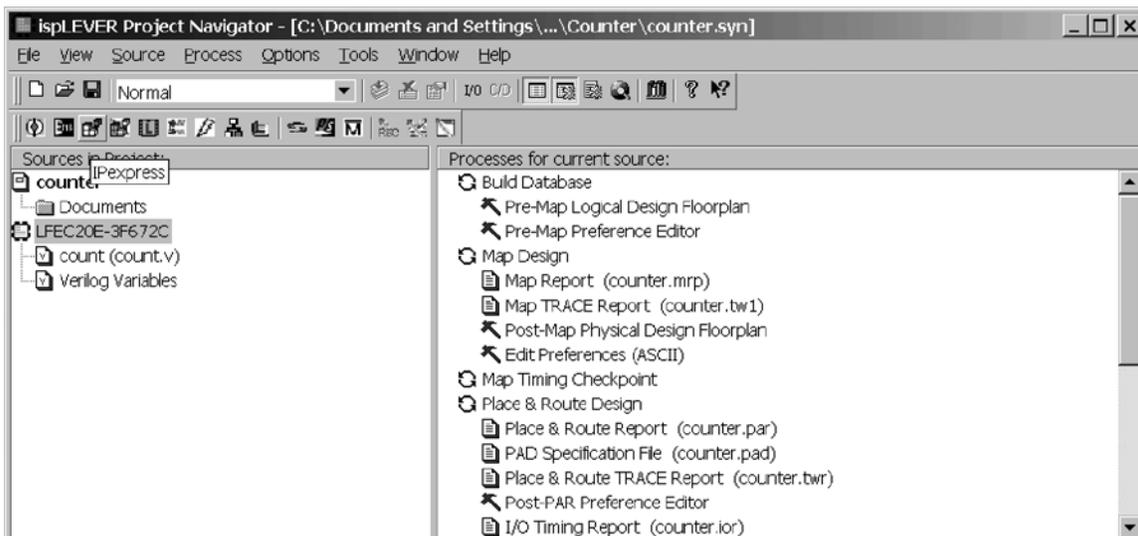 ispLEVER Project Navigator - [C:\Documents and Settings\...\Counter\counter.syn]
File View Source Process Options Tools Window Help
Normal I/O C/D
Sources in Project:
IPexpress
counter
Documents
LFEC20E-3F672C
count (count.v)
Verilog Variables
Processes for current source:
Build Database
Pre-Map Logical Design Floorplan
Pre-Map Preference Editor
Map Design
Map Report (counter.mrp)
Map TRACE Report (counter.tw1)
Post-Map Physical Design Floorplan
Edit Preferences (ASCII)
Map Timing Checkpoint
Place & Route Design
Place & Route Report (counter.par)
PAD Specification File (counter.pad)
Place & Route TRACE Report (counter.twr)
Post-PAR Preference Editor
I/O Timing Report (counter.ior)